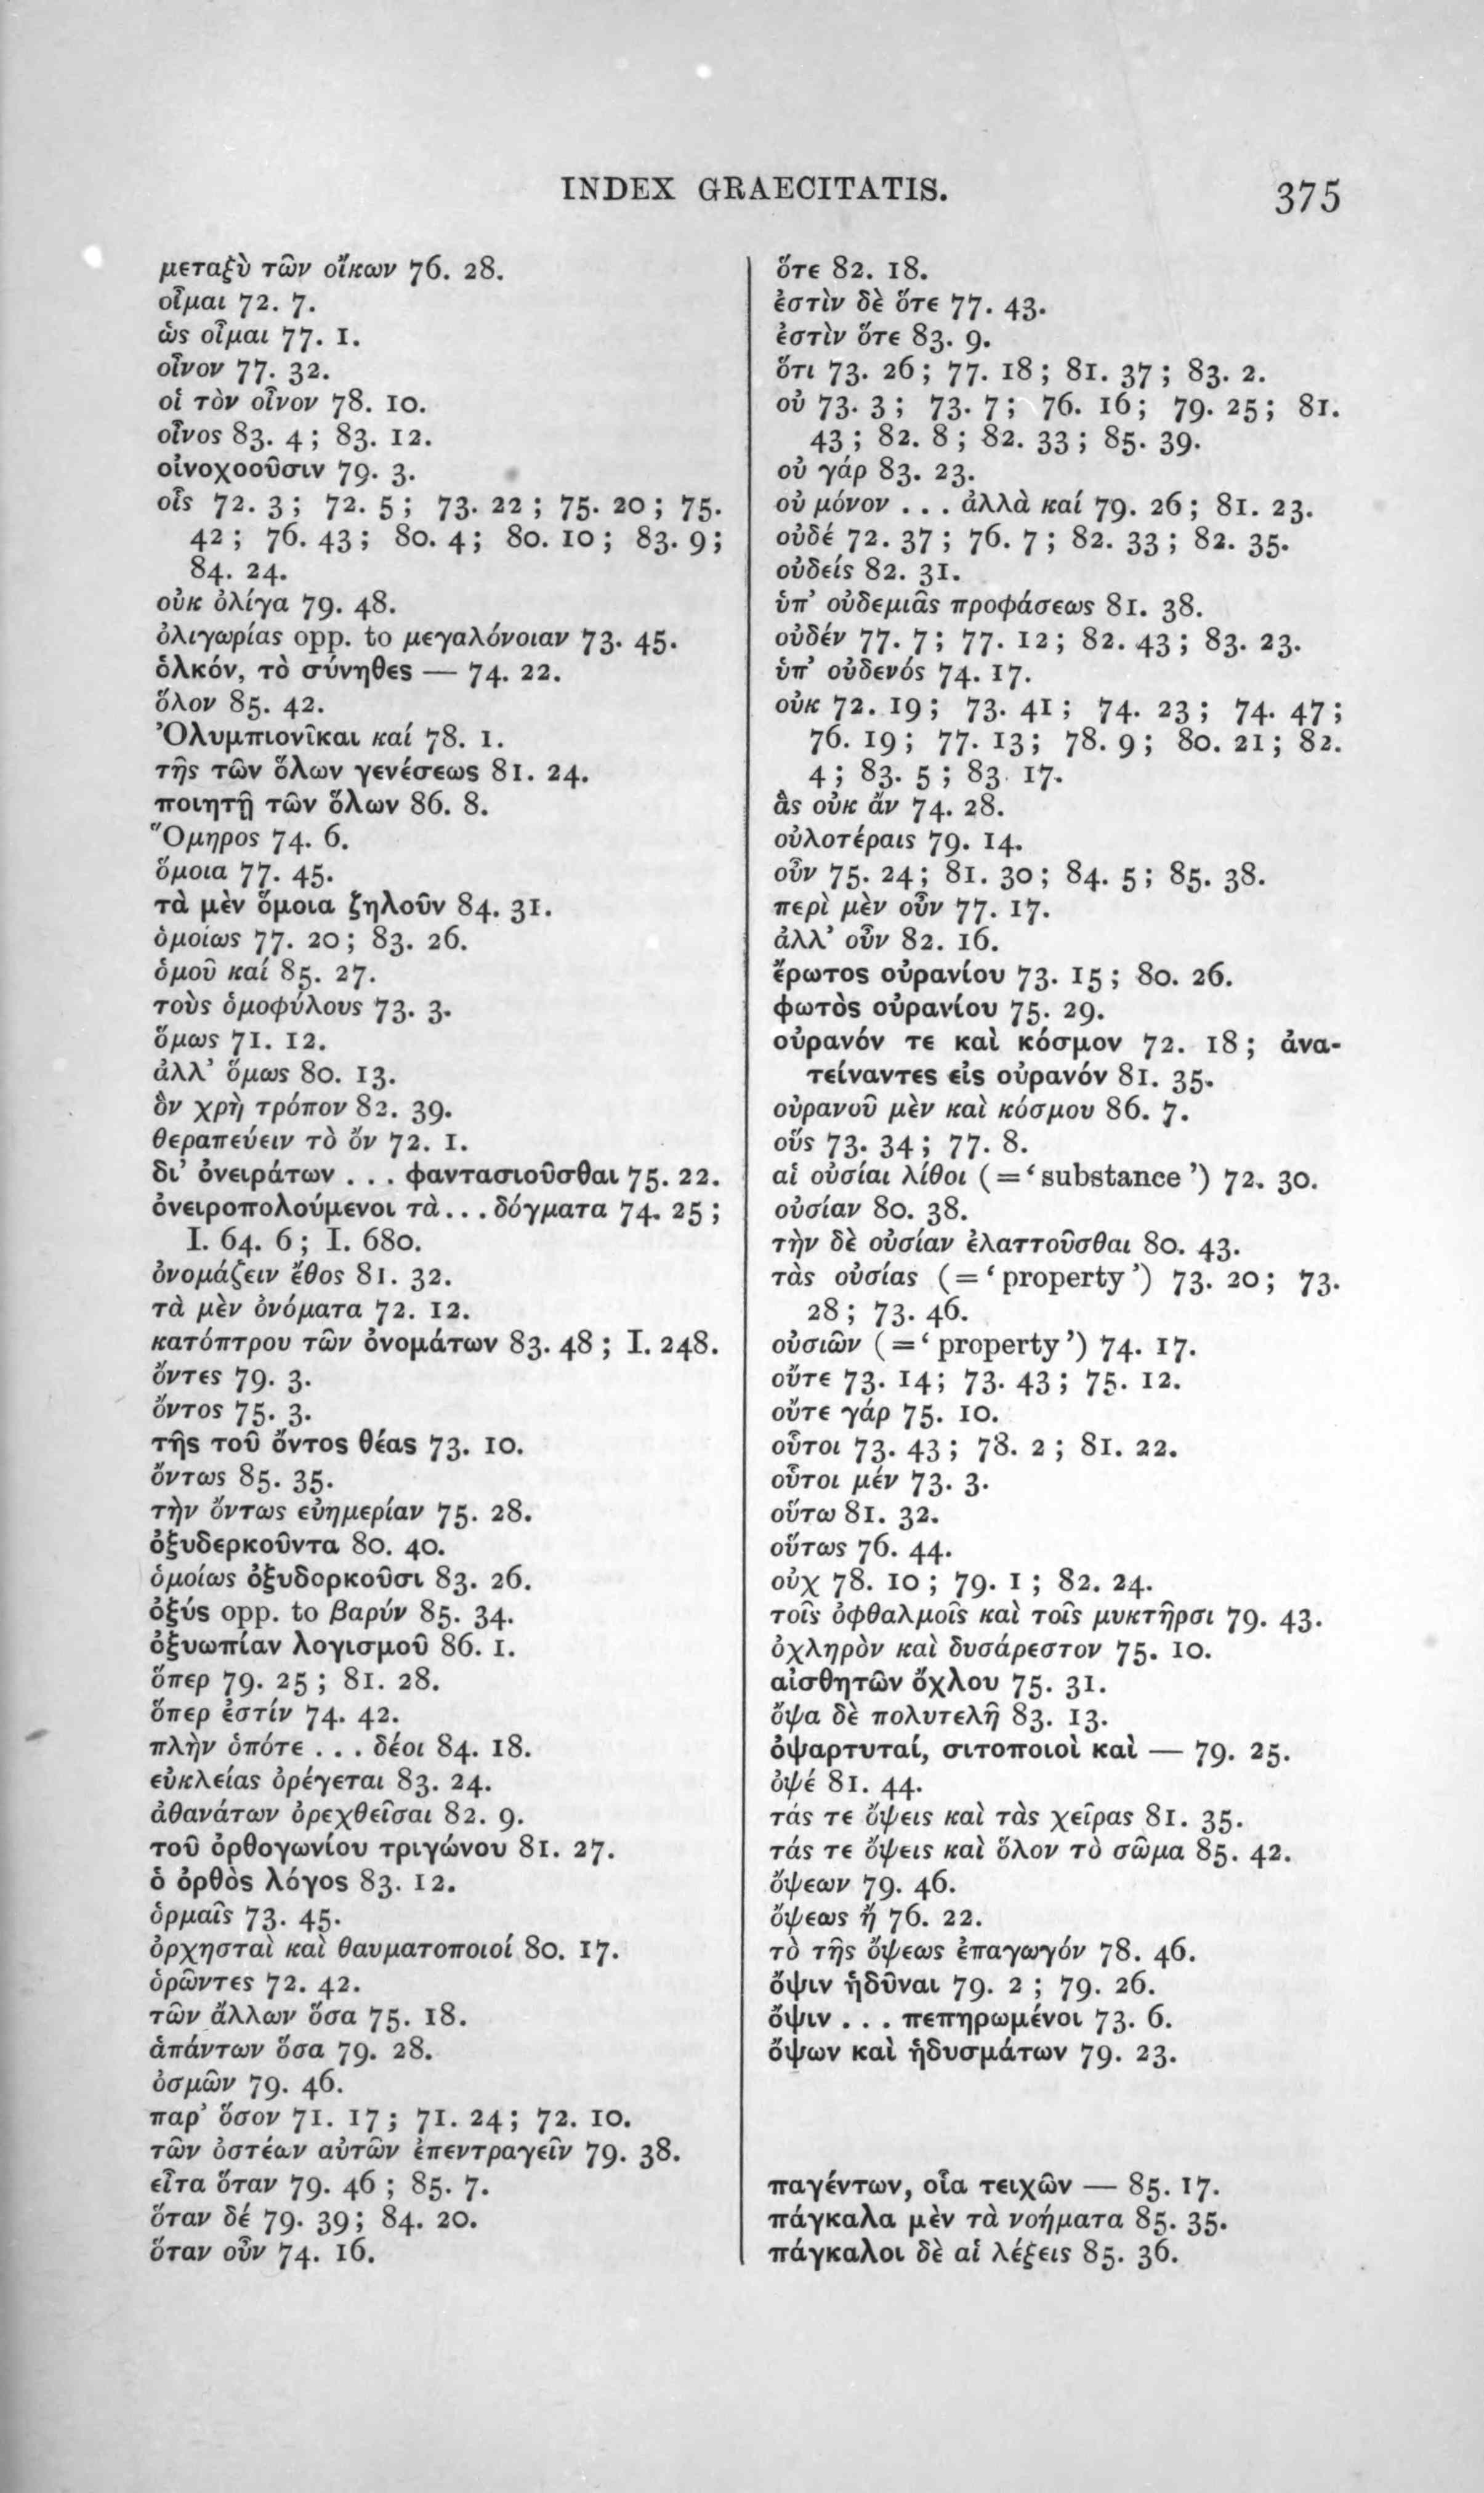 INDEX GRAECITATIS.
375
μεταξὺ τῶν οἴκων 76. 28.
οἶμαι 72. 7.
ὡς οἶμαι 77. 1.
οἶνον 77. 32.
οἱ τὸν οἶνον 78. 10.
οἶνος 83. 4; 83. 12.
οἰνοχοοῦσιν 79. 3.
οἷς 72. 3; 72. 5; 73. 22; 75. 20; 75.
42; 76. 43; 80. 4; 80. 10; 83. 9;
84. 24.
οὐκ ὀλίγα 79. 48.
ὀλιγωρίας opp. to μεγαλόνοιαν 73. 45.
ὁλκόν, τὸ σύνηθες — 74. 22.
ὅλον 85. 42.
Ὀλυμπιονῖκαι καί 78. 1.
τῆς τῶν ὅλων γενέσεως 81. 24.
ποιητῇ τῶν ὅλων 86. 8.
Ὅμηρος 74. 6.
ὅμοια 77. 45.
τὰ μὲν ὅμοια ζηλοῦν 84. 31.
ὁμοίως 77. 20; 83. 26.
ὁμοῦ καί 85. 27.
τοὺς ὁμοφύλους 73. 3.
ὅμως 71. 12.
ἀλλ’ ὅμως 80. 13.
ὃν χρὴ τρόπον 82. 39.
θεραπεύειν τὸ ὄν 72. 1.
δι’ ὀνειράτων . . . φαντασιοῦσθαι 75. 22.
ὀνειροπολούμενοι τὰ . . . δόγματα 74. 25;
I. 64. 6; I. 680.
ὀνομάζειν ἔθος 81. 32.
τὰ μὲν ὀνόματα 72. 12.
κατόπτρου τῶν ὀνομάτων 83. 48; I. 248.
ὄντες 79. 3.
ὄντος 75. 3.
τῆς τοῦ ὄντος θέας 73. 10.
ὄντως 85. 35.
τὴν ὄντως εὐημερίαν 75. 28.
ὀξυδερκοῦντα 80. 40.
ὁμοίως ὀξυδορκοῦσι 83. 26.
ὀξύς opp. to βαρύν 85. 34.
ὀξυωπίαν λογισμοῦ 86. 1.
ὅπερ 79. 25; 81. 28.
ὅπερ ἐστίν 74. 42.
πλὴν ὁπότε . . . δέοι 84. 18.
εὐκλείας ὀρέγεται 83. 24.
ἀθανάτων ὀρεχθεῖσαι 82. 9.
τοῦ ὀρθογωνίου τριγώνου 81. 27.
ὁ ὀρθὸς λόγος 83. 12.
ὁρμαῖς 73. 45.
ὀρχησταὶ καὶ θαυματοποιοί 80. 17.
ὁρῶντες 72. 42.
τῶν ἄλλων ὅσα 75. 18.
ἁπάντων ὅσα 79. 28.
ὀσμῶν 79. 46.
παρ’ ὅσον 71. 17; 71. 24; 72. 10.
τῶν ὀστέων αὐτῶν ἐπεντραγεῖν 79. 38.
εἶτα ὅταν 79. 46; 85. 7.
ὅταν δέ 79. 39; 84. 20.
ὅταν οὖν 74. 16.
ὅτε 82. 18.
ἐστὶν δὲ ὅτε 77. 43.
ἐστὶν ὅτε 83. 9.
ὅτι 73. 26; 77. 18; 81. 37; 83. 2.
οὐ 73. 3; 73. 7; 76. 16; 79. 25; 81.
43; 82. 8; 82. 33; 85. 39.
οὐ γάρ 83. 23.
οὐ μόνον . . . ἀλλὰ καί 79. 26; 81. 23.
οὐδέ 72. 37; 76. 7; 82. 33; 82. 35.
οὐδείς 82. 31.
ὑπ’ οὐδεμιᾶς προφάσεως 81. 38.
οὐδέν 77. 7; 77. 12; 82. 43; 83. 23.
ὑπ’ οὐδενός 74. 17.
οὐκ 72. 19; 73. 41; 74. 23; 74. 47;
76. 19; 77. 13; 78. 9; 80. 21; 82.
4; 83. 5; 83. 17.
ἃς οὐκ ἄν 74. 28.
οὐλοτέραις 79. 14.
οὖν 75. 24; 81. 30; 84. 5; 85. 38.
περὶ μὲν οὖν 77. 17.
ἀλλ’ οὖν 82. 16.
ἔρωτος οὐρανίου 73. 15; 80. 26.
φωτὸς οὐρανίου 75. 29.
οὐρανόν τε καὶ κόσμον 72. 18; ἀνα-
τείναντες εἰς οὐρανόν 81. 35.
οὐρανοῦ μὲν καὶ κόσμου 86. 7.
οὕς 73. 34; 77. 8.
αἱ οὐσίαι λίθοι (=‘substance’) 72. 30.
οὐσίαν 80. 38.
τὴν δὲ οὐσίαν ἐλαττοῦσθαι 80. 43.
τὰς οὐσίας (=‘property’) 73. 20; 73.
28; 73. 46.
οὐσιῶν (=‘property’) 74. 17.
οὔτε 73. 14; 73. 43; 75. 12.
οὔτε γάρ 75. 10.
οὗτοι 73. 43; 78. 2; 81. 22.
οὗτοι μέν 73. 3.
οὕτω 81. 32.
οὕτως 76. 44.
οὐχ 78. 10; 79. 1; 82. 24.
τοῖς ὀφθαλμοῖς καὶ τοῖς μυκτῆρσι 79. 43.
ὀχληρὸν καὶ δυσάρεστον 75. 10.
αἰσθητῶν ὄχλου 75. 31.
ὄψα δὲ πολυτελῆ 83. 13.
ὀψαρτυταί, σιτοποιοὶ καὶ — 79. 25.
ὀψέ 81. 44.
τάς τε ὄψεις καὶ τὰς χεῖρας 81. 35.
τάς τε ὄψεις καὶ ὅλον τὸ σῶμα 85. 42.
ὄψεων 79. 46.
ὄψεως ἤ 76. 22.
τὸ τῆς ὄψεως ἐπαγωγόν 78. 46.
ὄψιν ἡδῦναι 79. 2; 79. 26.
ὄψιν . . . πεπηρωμένοι 73. 6.
ὄψων καὶ ἡδυσμάτων 79. 23.
παγέντων, οἷα τειχῶν — 85. 17.
πάγκαλα μὲν τὰ νοήματα 85. 35.
πάγκαλοι δὲ αἱ λέξεις 85. 36.